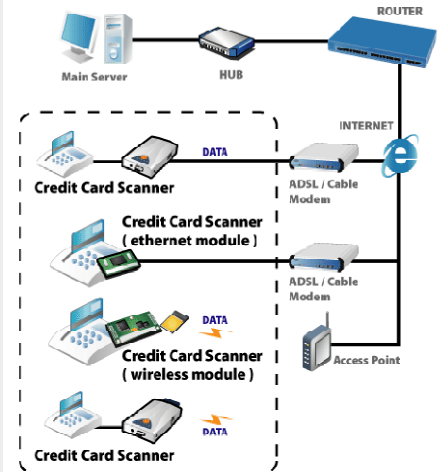 ROUTER
Main Server
HUB
INTERNET
DATA
Credit Card Scanner
ADSL / Cable
Modem
Credit Card Scanner
( ethernet module )
ADSL / Cable
Modem
DATA
Credit Card Scanner
( wireless module )
Access Point
DATA
Credit Card Scanner